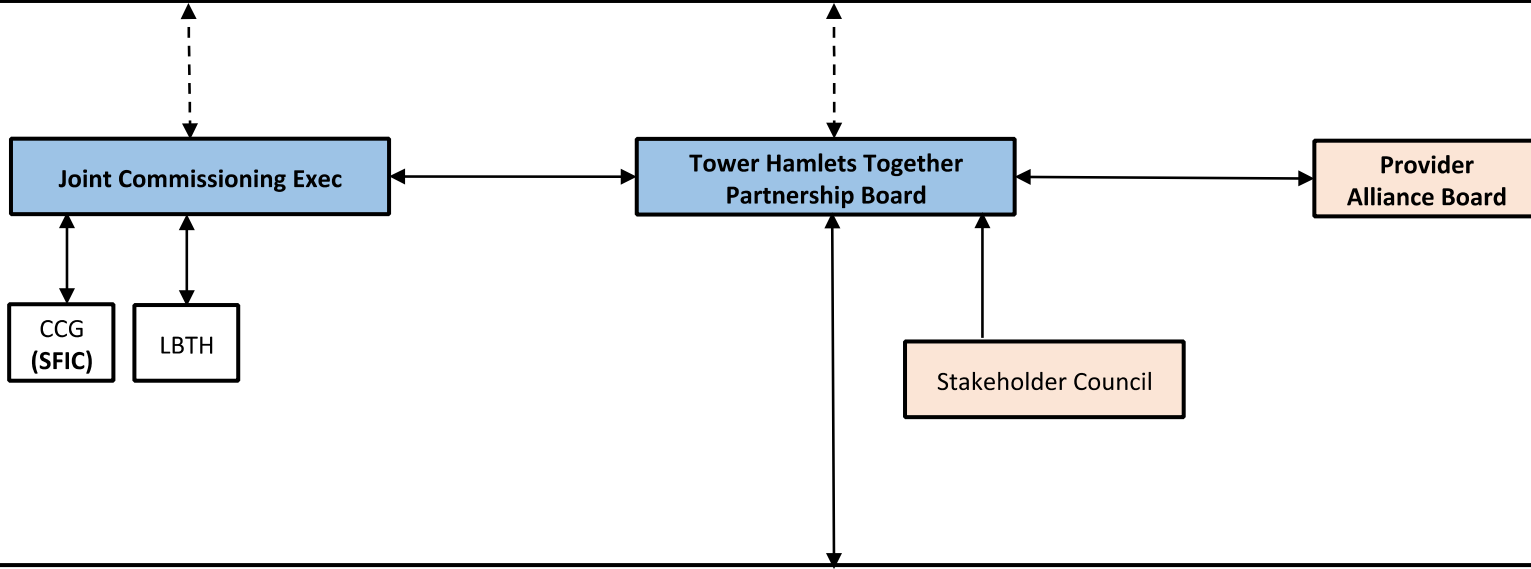 Joint Commissioning Exec
Tower Hamlets Together
Partnership Board
Provider
Alliance Board
CCG
(SFIC)
LBTH
Stakeholder Council